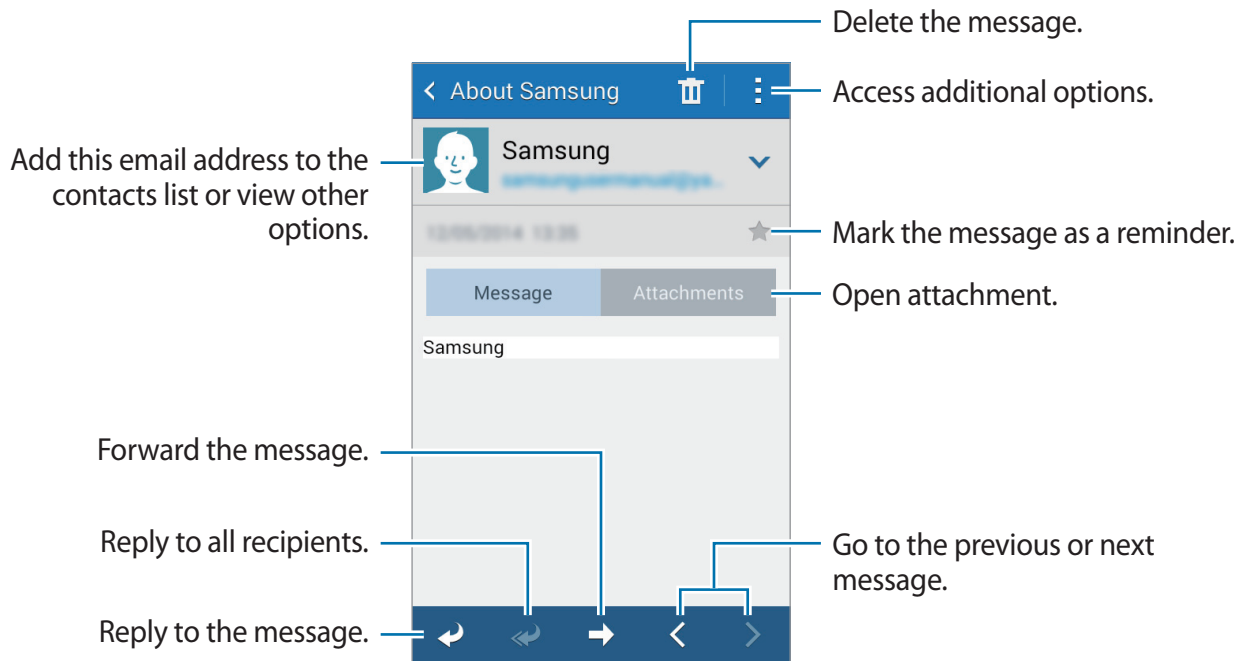 Delete the message.
About Samsung
Access additional options.
Add this email address to the
contacts list or view other
options.
Samsung
Mark the message as a reminder.
Message
Attachments
Open attachment.
Samsung
Forward the message.
Reply to all recipients.
Go to the previous or next
message.
Reply to the message.